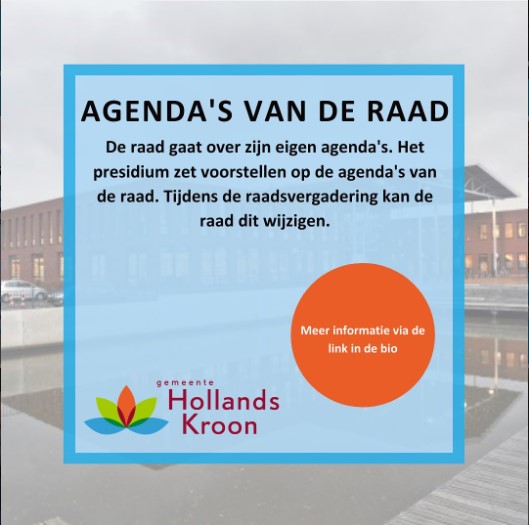 AGENDA'S VAN DE RAAD
De raad gaat over zijn eigen agenda's. Het
presidium zet voorstellen op de agenda's van
de raad. Tijdens de raadsvergadering kan de
raad dit wijzigen.
Meer informatie via de
link in de bio
gemeente
Hollands
Kroon